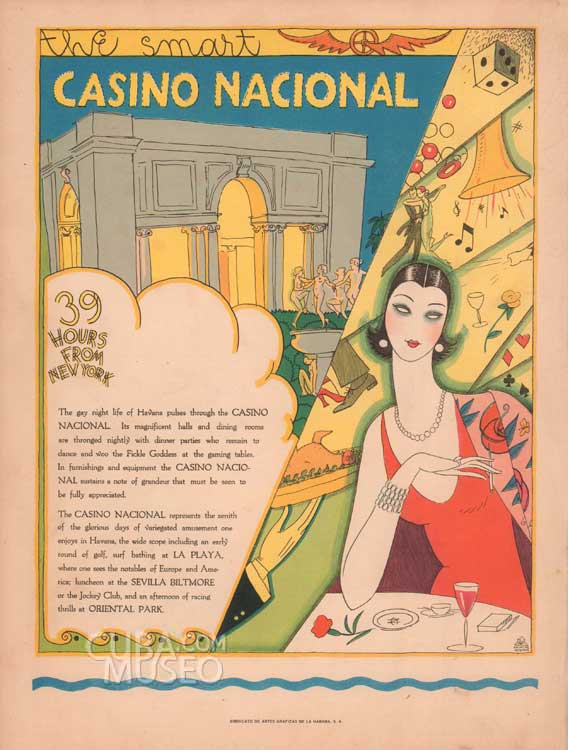 the smart
CASINO NACIONAL
39
HOURS
FROM
NEW YORK
The gay night life of Havana pulses through the CASINO
NACIONAL. Its magnificent halls and dining rooms
are thronged nightly with dinner parties who remain to
dance and woo the Fickle Goddess at the gaming tables.
In furnishings and equipment the CASINO NACIO-
NAL sustains a note of grandeur that must be seen to
be fully appreciated.
The CASINO NACIONAL represents the zenith
of the glorious days of variegated amusement one
enjoys in Havana, the wide scope including an early
round of golf, surf bathing at LA PLAYA,
where one sees the notables of Europe and Ame-
rica; luncheon at the SEVILLA BILTMORE
or the Jockey Club, and an afternoon of racing
thrills at ORIENTAL PARK.
CUBA.com
MUSEO
SINDICATO DE ARTES GRAFICAS DE LA HABANA, S. A.